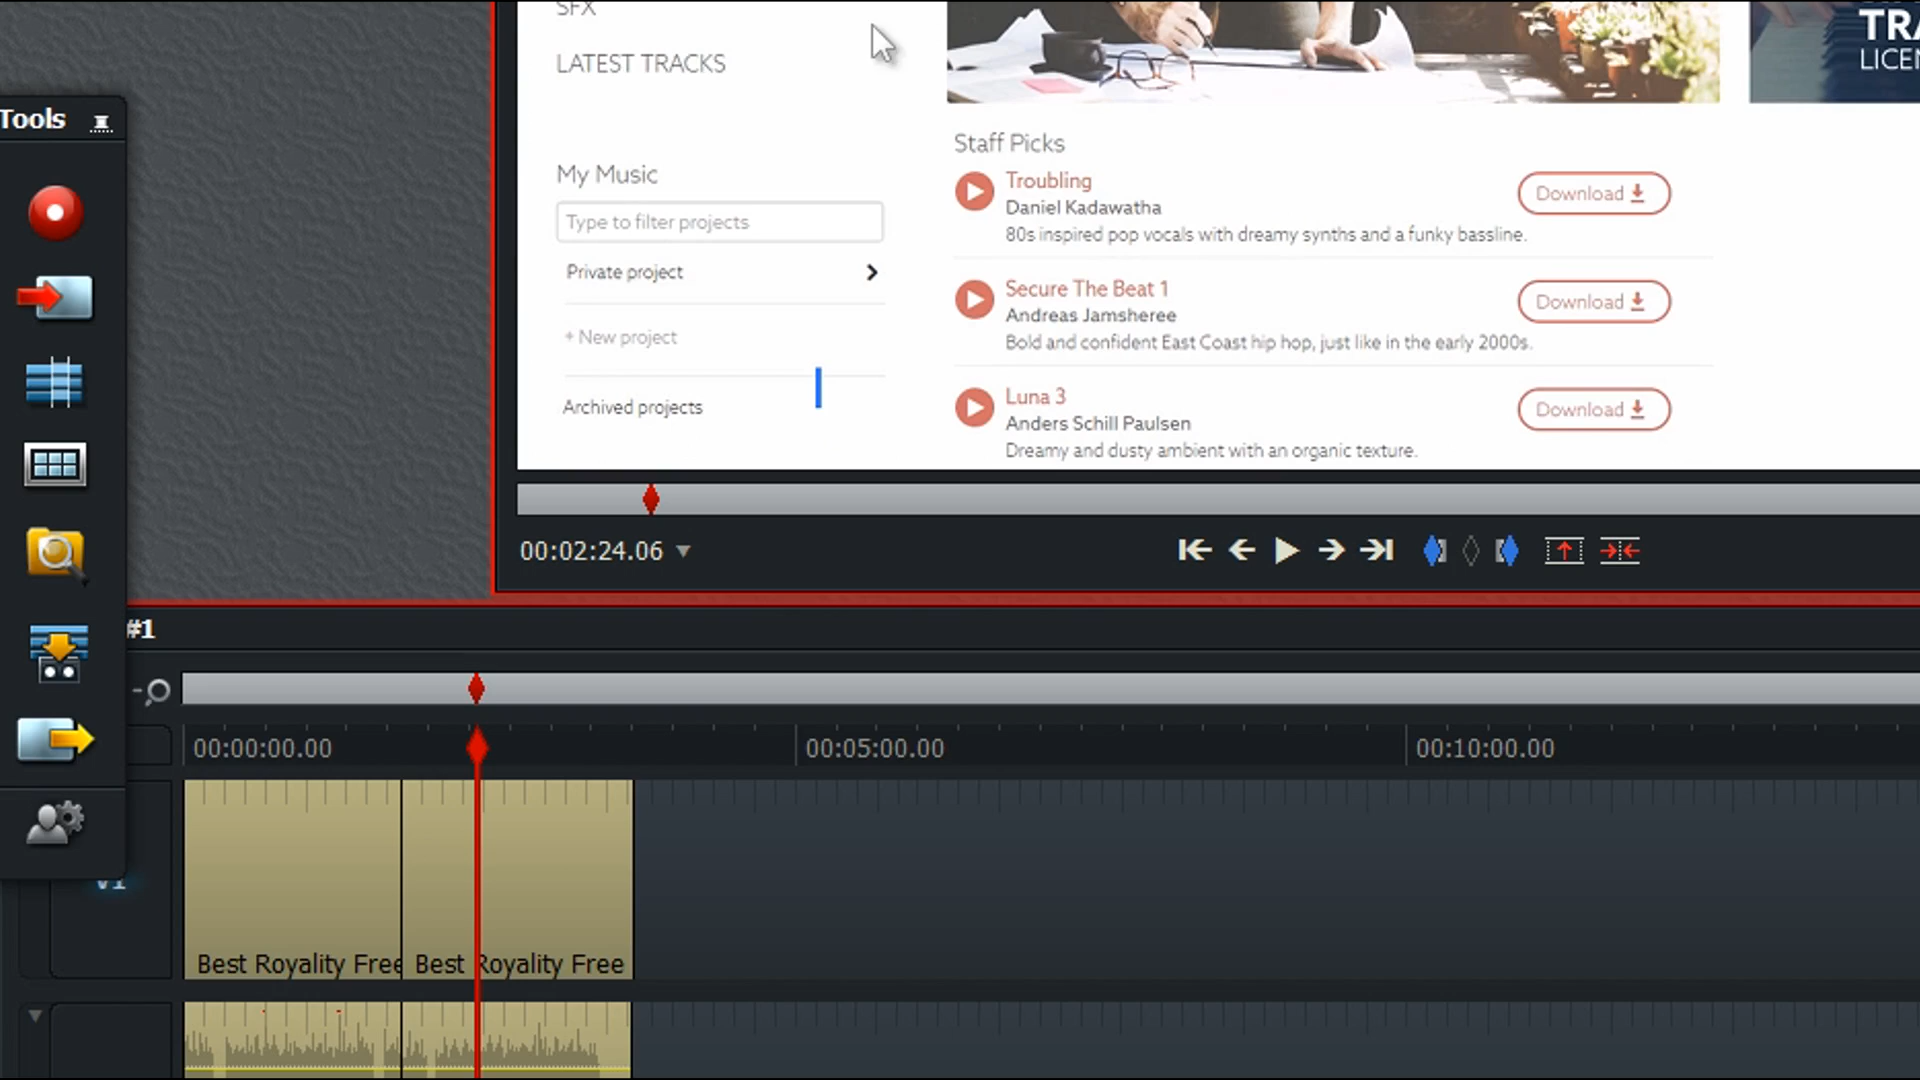 SFX
LATEST TRACKS
TRA
LICEN
Tools
My Music
Type to filter projects
Private project
+ New project
Archived projects
Staff Picks
Troubling
Daniel Kadawatha
80s inspired pop vocals with dreamy synths and a funky bassline.
Download
Secure The Beat 1
Andreas Jamsheree
Bold and confident East Coast hip hop, just like in the early 2000s.
Download
Luna 3
Anders Schill Paulsen
Dreamy and dusty ambient with an organic texture.
Download
00:02:24.06
#1
00:00:00.00
00:05:00.00
00:10:00.00
V1
Best Royality Free
Best Royality Free